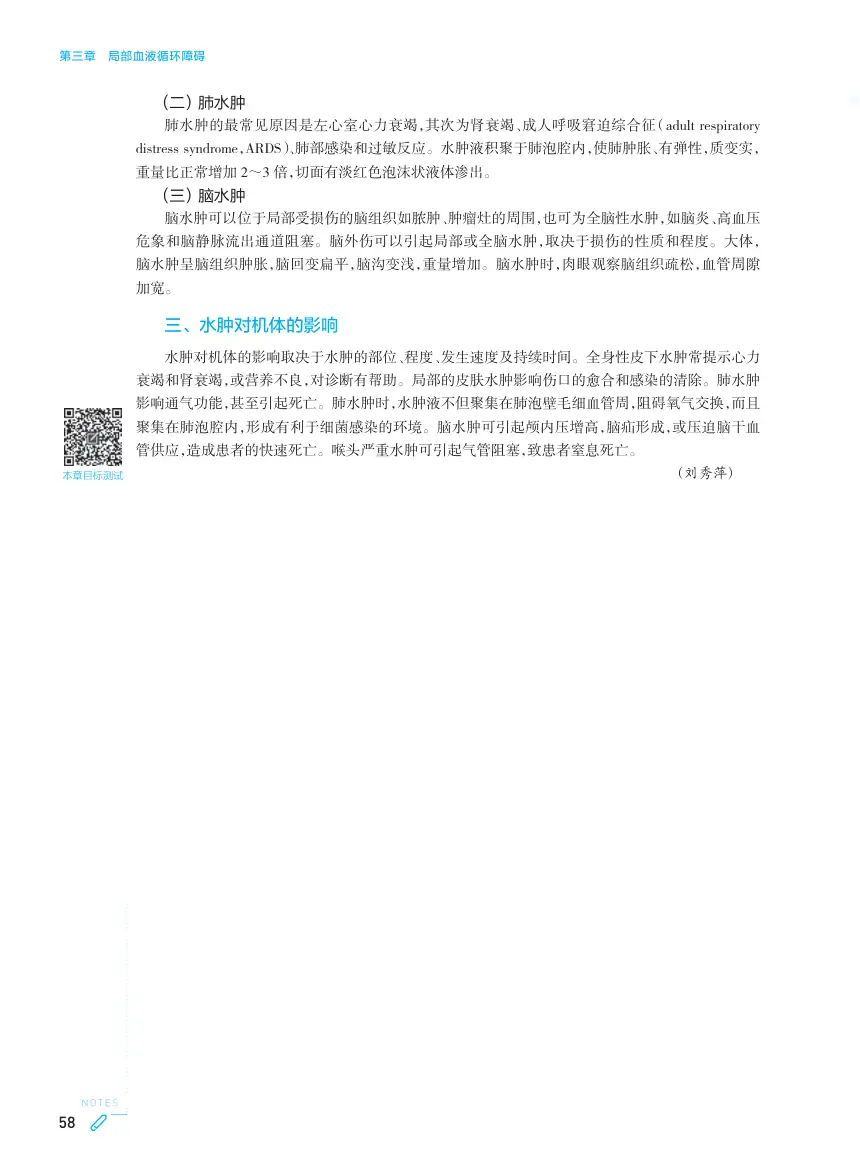 第三章 局部血液循环障碍
（二）肺水肿
肺水肿的最常见原因是左心室心力衰竭,其次为肾衰竭、成人呼吸窘迫综合征（adult respiratory
distress syndrome,ARDS）、肺部感染和过敏反应。水肿液积聚于肺泡腔内,使肺肿胀、有弹性,质变实,
重量比正常增加 2～3 倍,切面有淡红色泡沫状液体渗出。
（三）脑水肿
脑水肿可以位于局部受损伤的脑组织如脓肿、肿瘤灶的周围,也可为全脑性水肿,如脑炎、高血压
危象和脑静脉流出通道阻塞。脑外伤可以引起局部或全脑水肿,取决于损伤的性质和程度。大体,
脑水肿呈脑组织肿胀,脑回变扁平,脑沟变浅,重量增加。脑水肿时,肉眼观察脑组织疏松,血管周隙
加宽。
三、水肿对机体的影响
水肿对机体的影响取决于水肿的部位、程度、发生速度及持续时间。全身性皮下水肿常提示心力
衰竭和肾衰竭,或营养不良,对诊断有帮助。局部的皮肤水肿影响伤口的愈合和感染的清除。肺水肿
影响通气功能,甚至引起死亡。肺水肿时,水肿液不但聚集在肺泡壁毛细血管周,阻碍氧气交换,而且
聚集在肺泡腔内,形成有利于细菌感染的环境。脑水肿可引起颅内压增高,脑疝形成,或压迫脑干血
管供应,造成患者的快速死亡。喉头严重水肿可引起气管阻塞,致患者窒息死亡。
（刘秀萍）
本章目标测试
NOTES
58